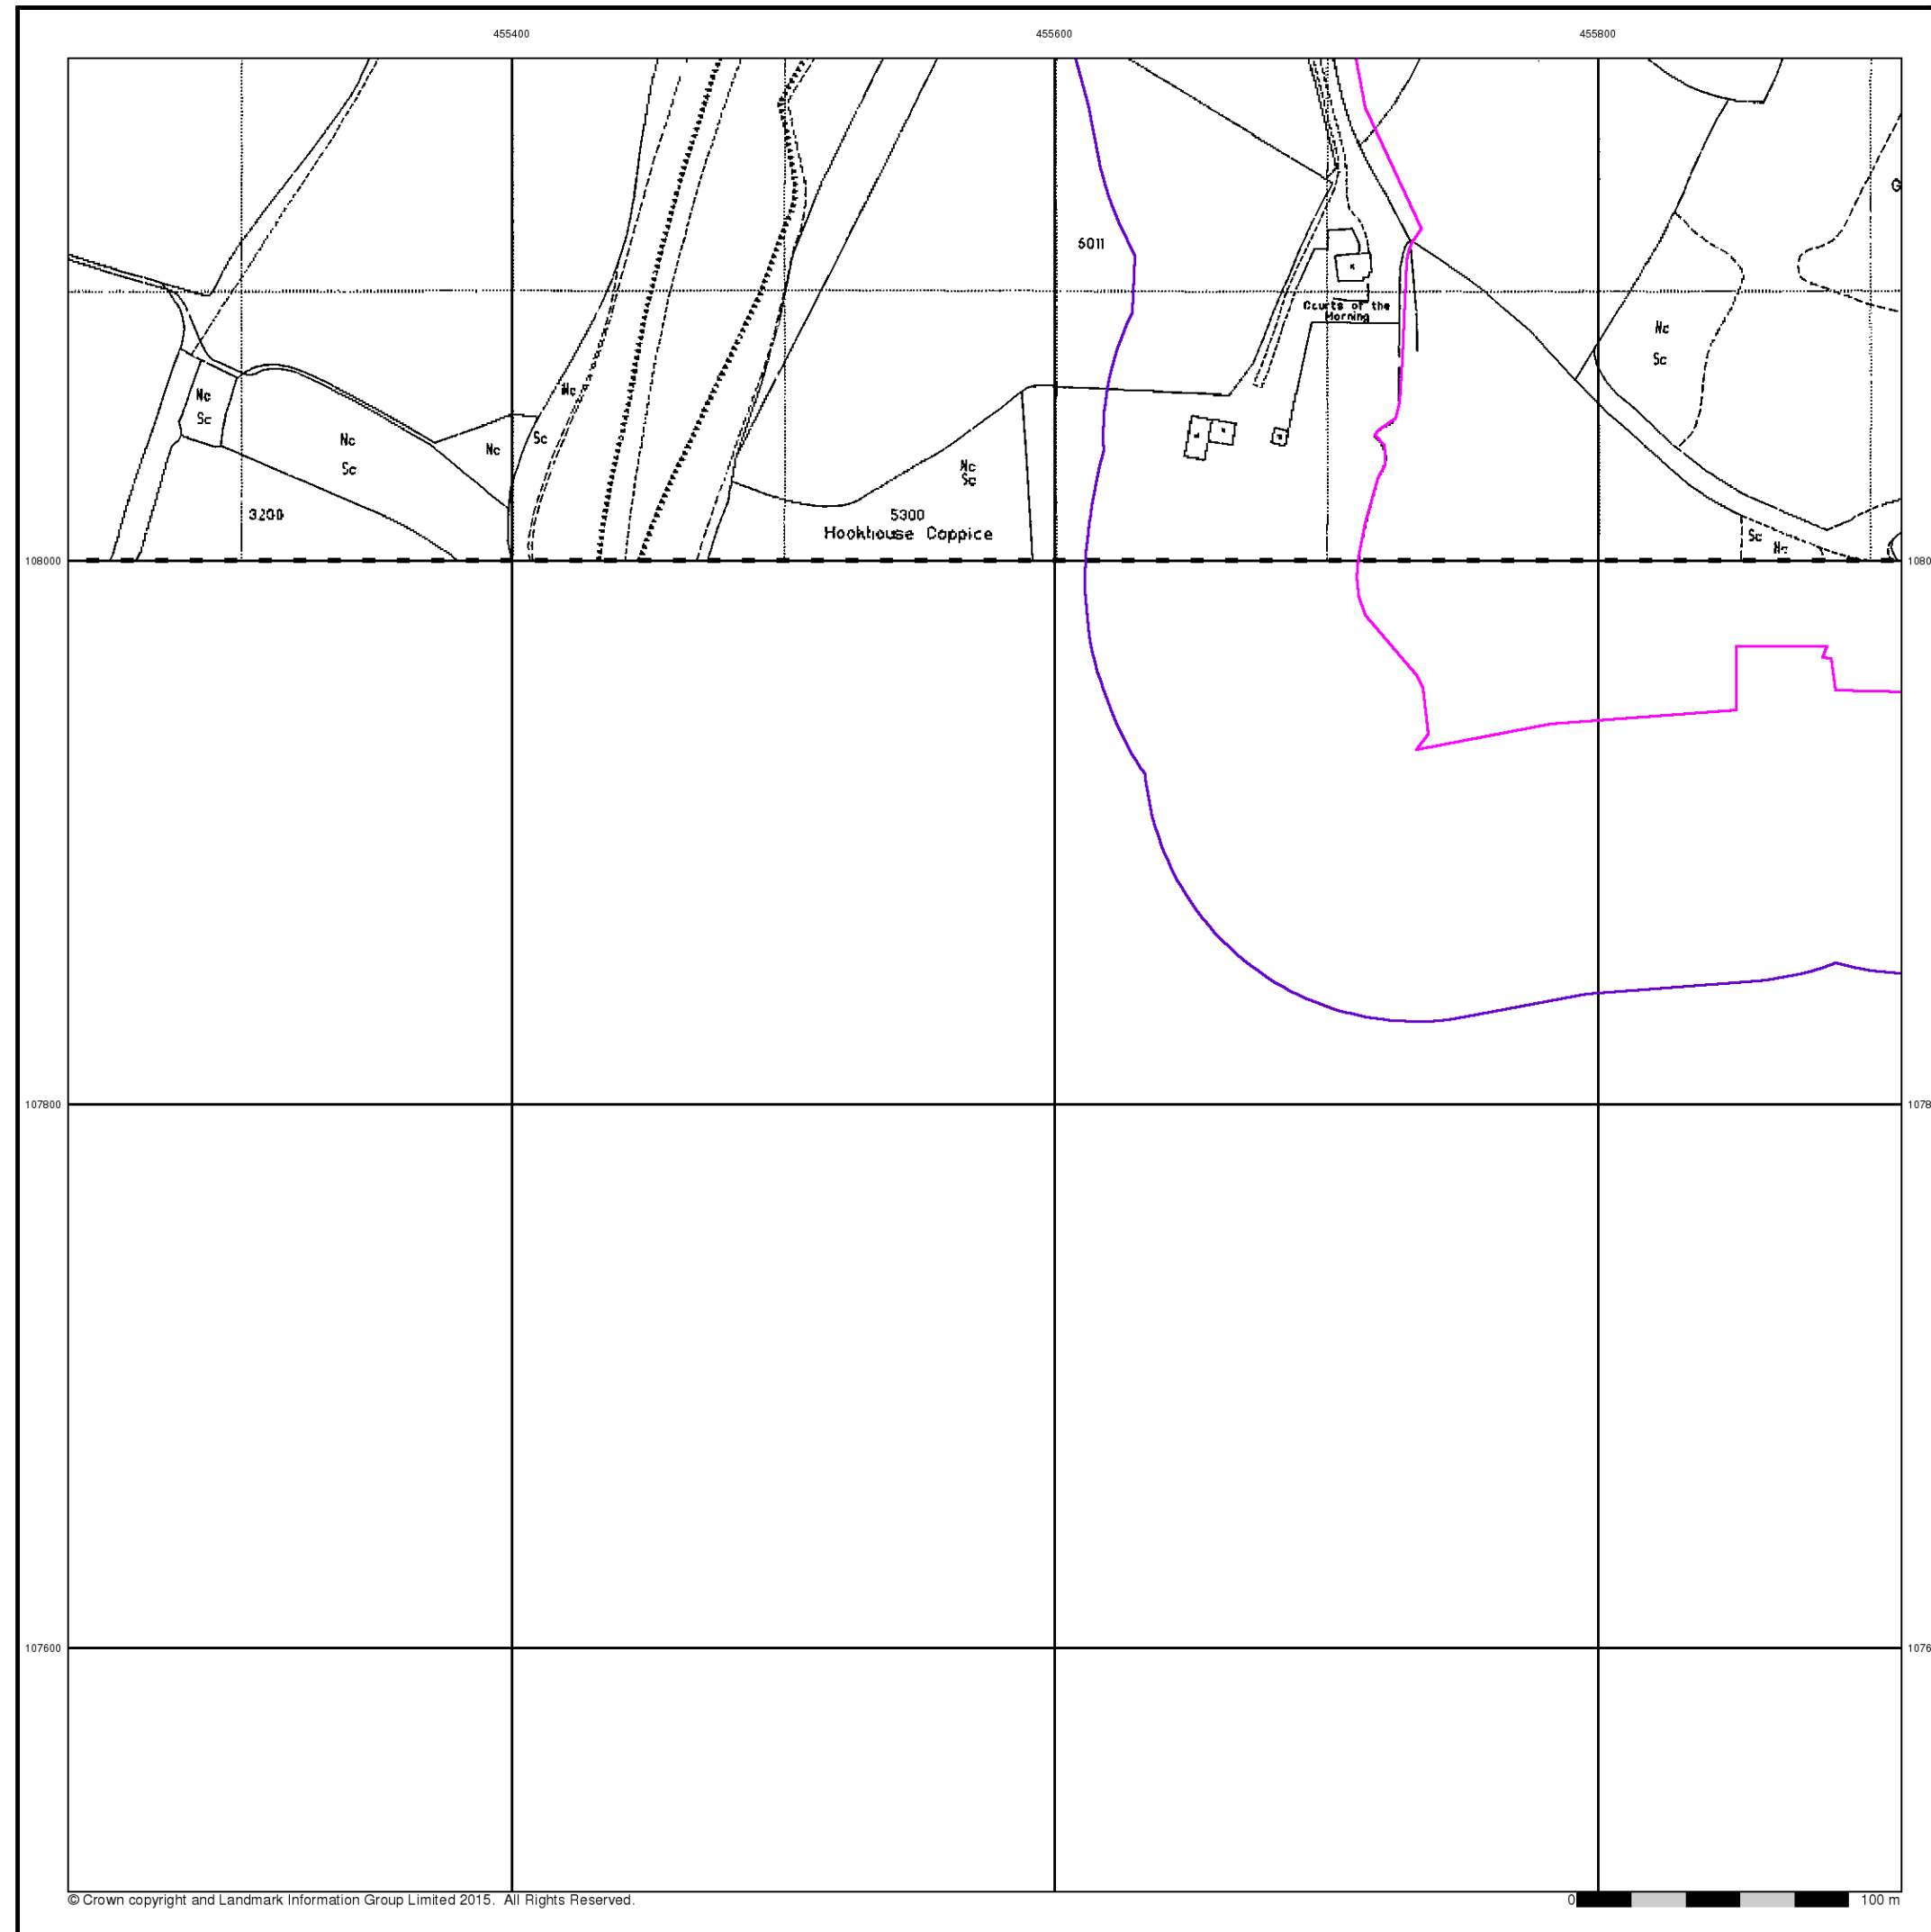 455400 455600 455800
5011
G
Courts of the
Morning
Nc
Sc
Nc
Nc
Sc
Nc
Sc
Nc
Sc
Nc
Sc
3200
5300
Hookhouse Coppice
Sc
Nc
108000
1080
107800
1078
107600
1076
© Crown copyright and Landmark Information Group Limited 2015. All Rights Reserved.
0 100 m